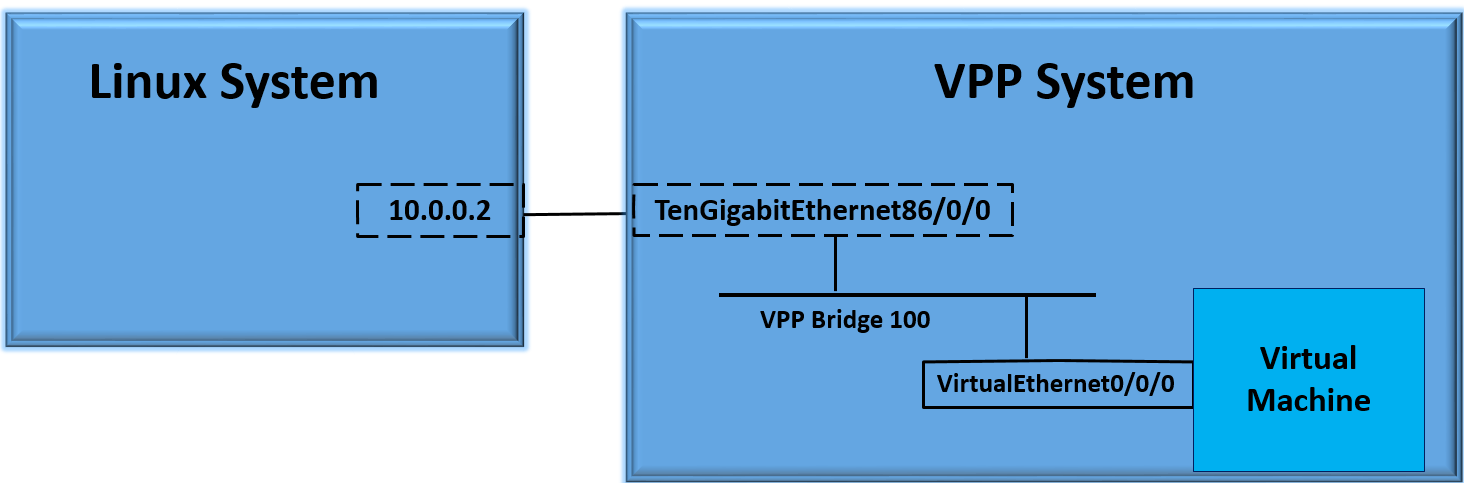 Linux System
VPP System
10.0.0.2
TenGigabitEthernet86/0/0
VPP Bridge 100
VirtualEthernet0/0/0
Virtual
Machine